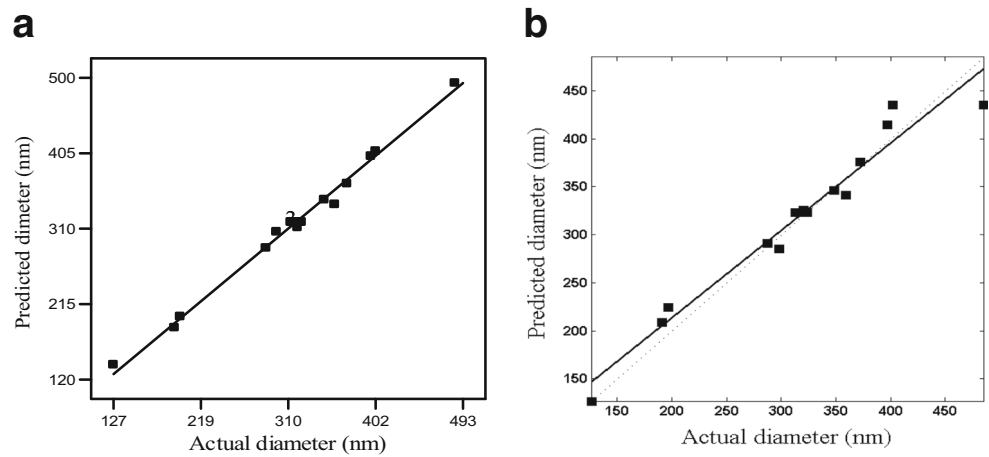 a
500
405
310
215
120
2
127 219 310 402 493
Predicted dimeter (nm)
Actual diameter (nm)
b
450
400
350
300
250
200
150
150 200 250 300 350 400 450
Predicted diameter (nm)
Actual diameter (nm)